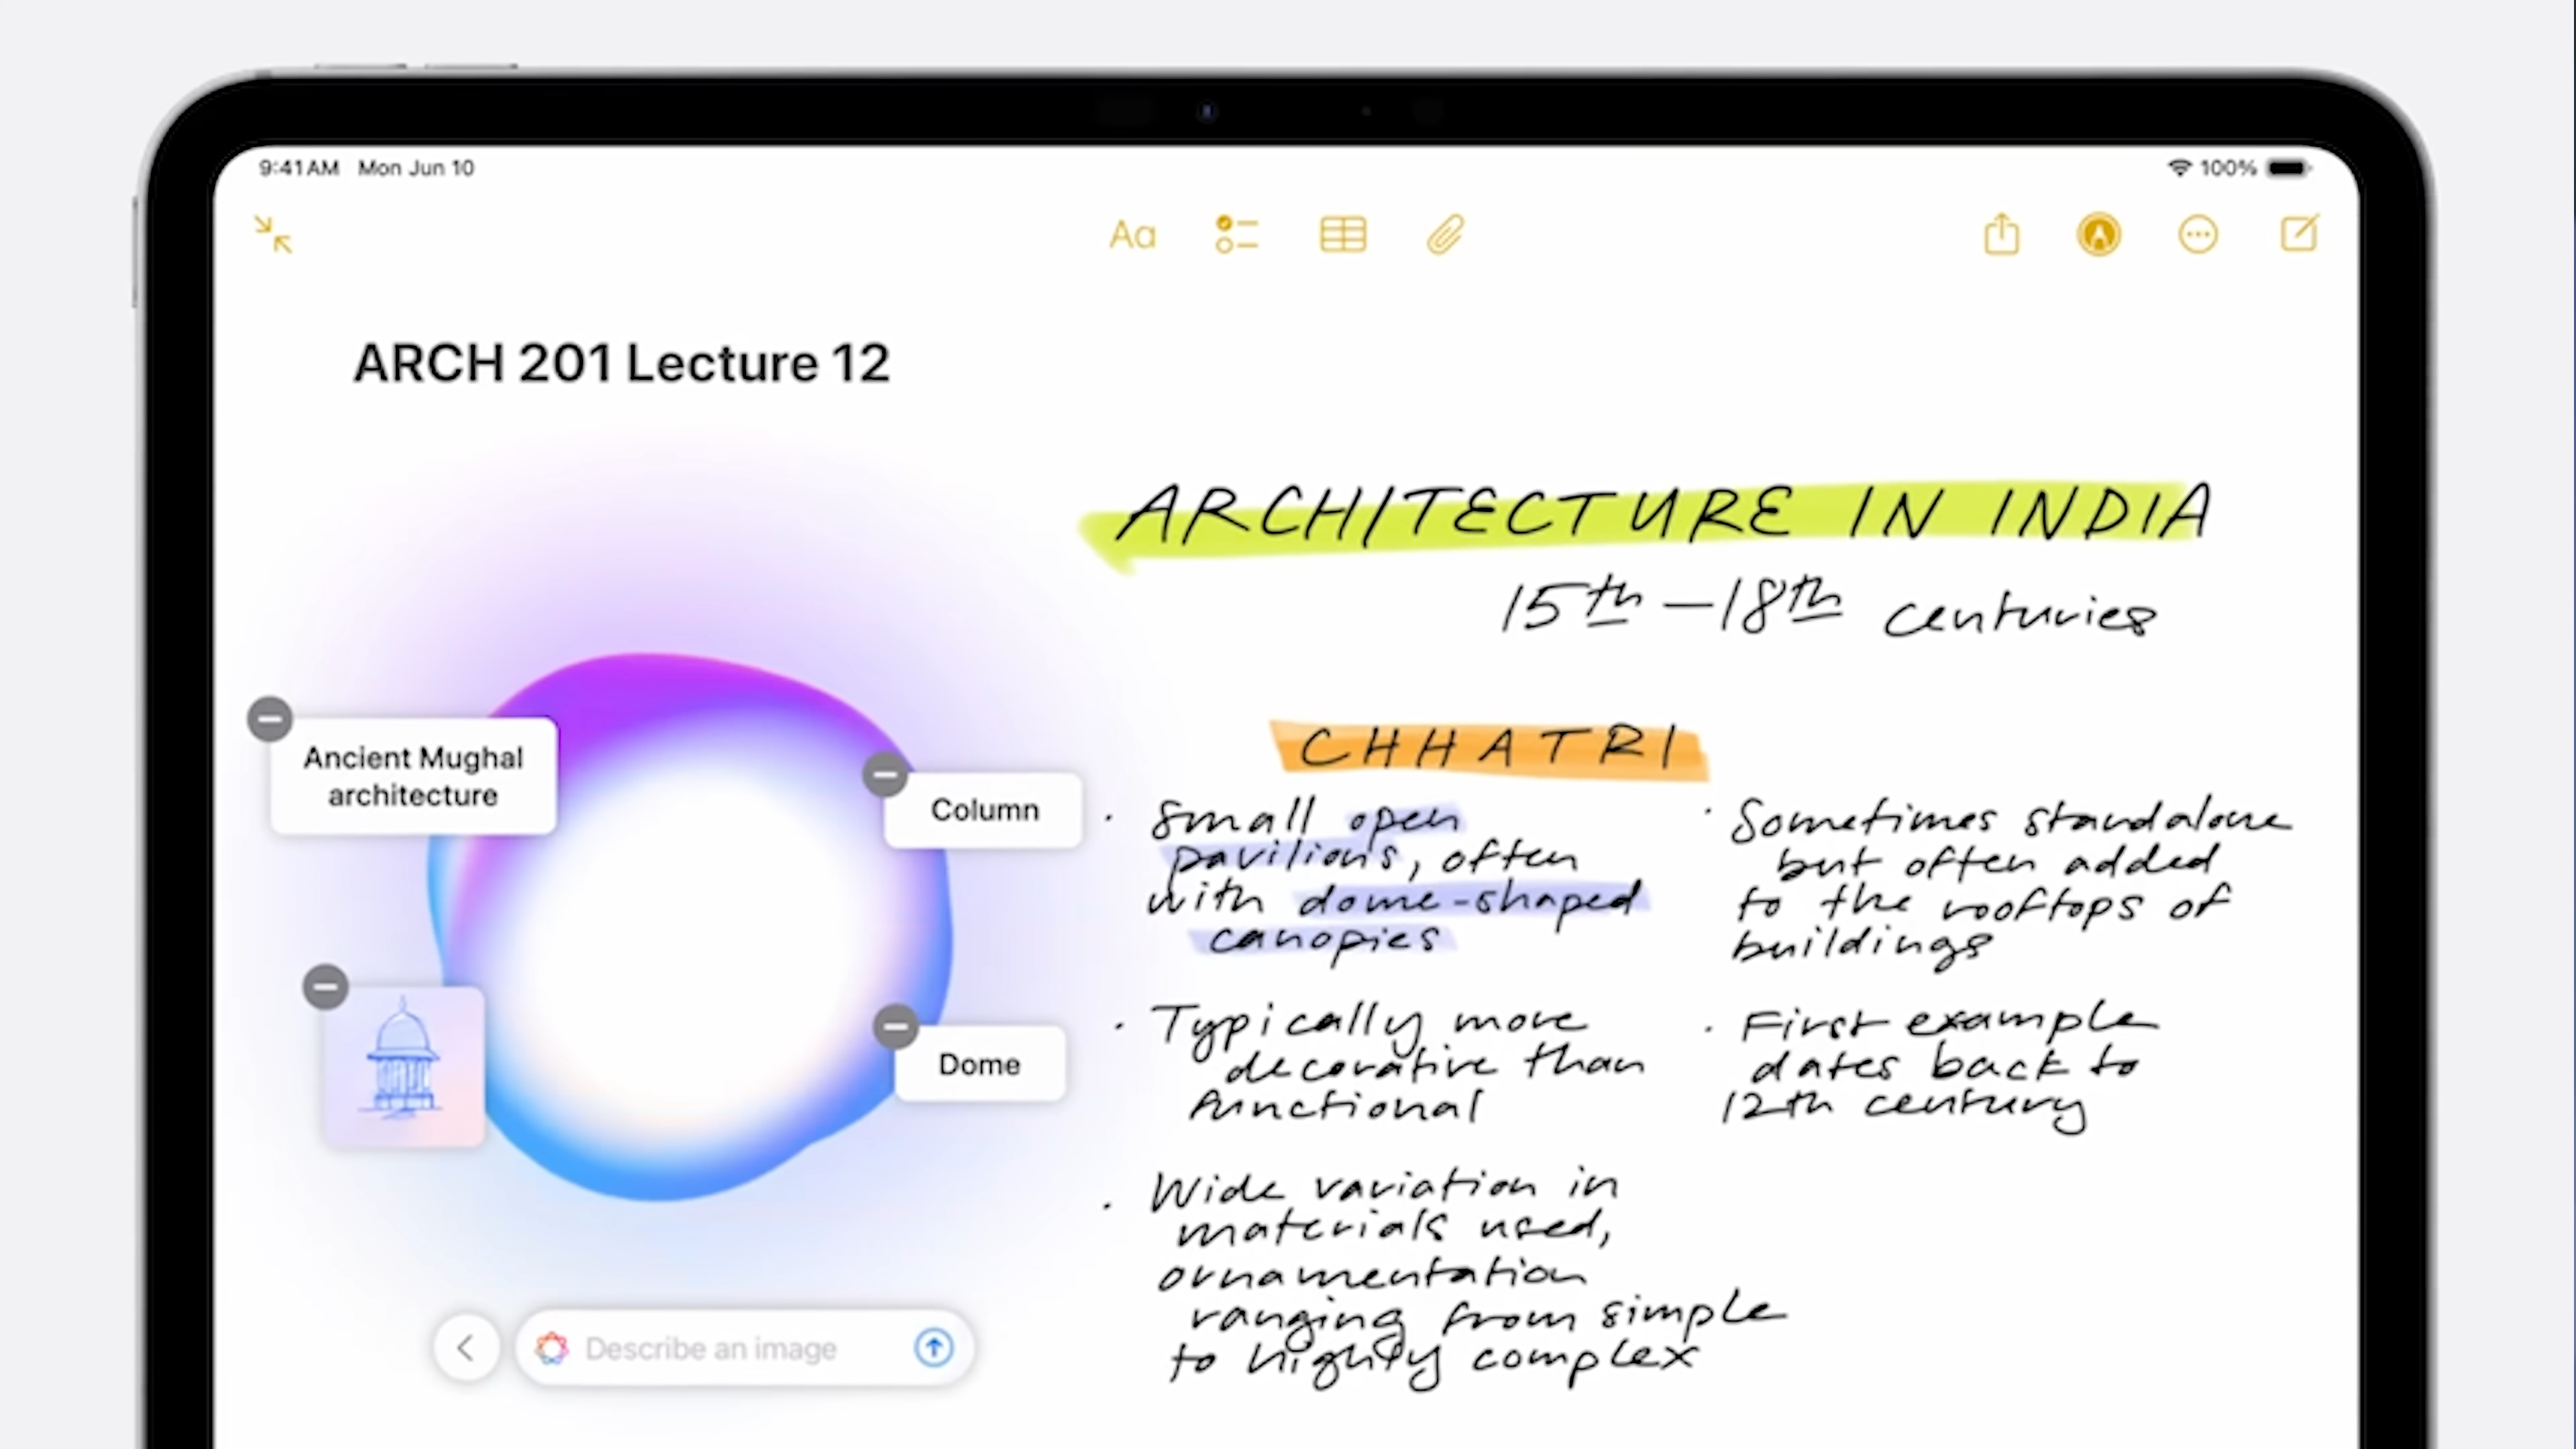 9:41 AM Mon Jun 10
100%
Aa
ARCH 201 Lecture 12
ARCHITECTURE IN INDIA
15th – 18th centuries
Ancient Mughal
architecture
Column
Dome
Describe an image
CHHATRI
· Small open
pavilions, often
with dome-shaped
canopies
· Typically more
decorative than
functional
· Wide variation in
materials used,
ornamentation
ranging from simple
to highly complex
· Sometimes standalone
but often added
to the rooftops of
buildings
· First example
dates back to
12th century